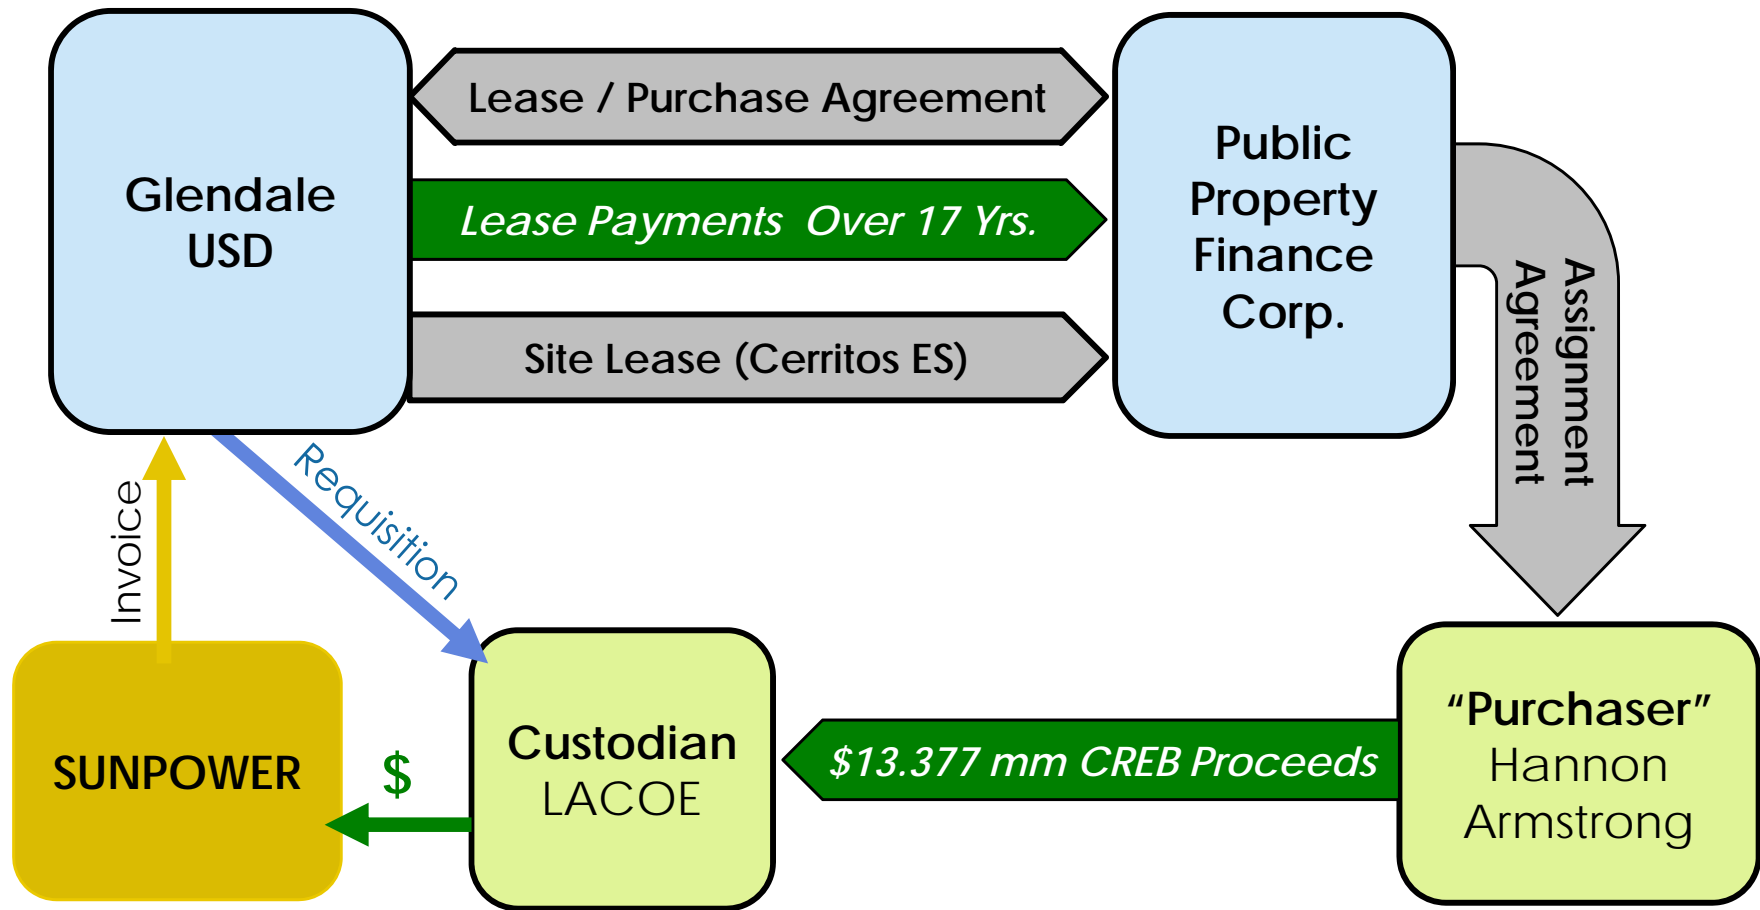 Glendale
USD
Lease / Purchase Agreement
Lease Payments  Over 17 Yrs.
Site Lease (Cerritos ES)
Public
Property
Finance
Corp.
Assignment
Agreement
Invoice
Requisition
SUNPOWER
$
Custodian
LACOE
$13.377 mm CREB Proceeds
“Purchaser”
Hannon
Armstrong